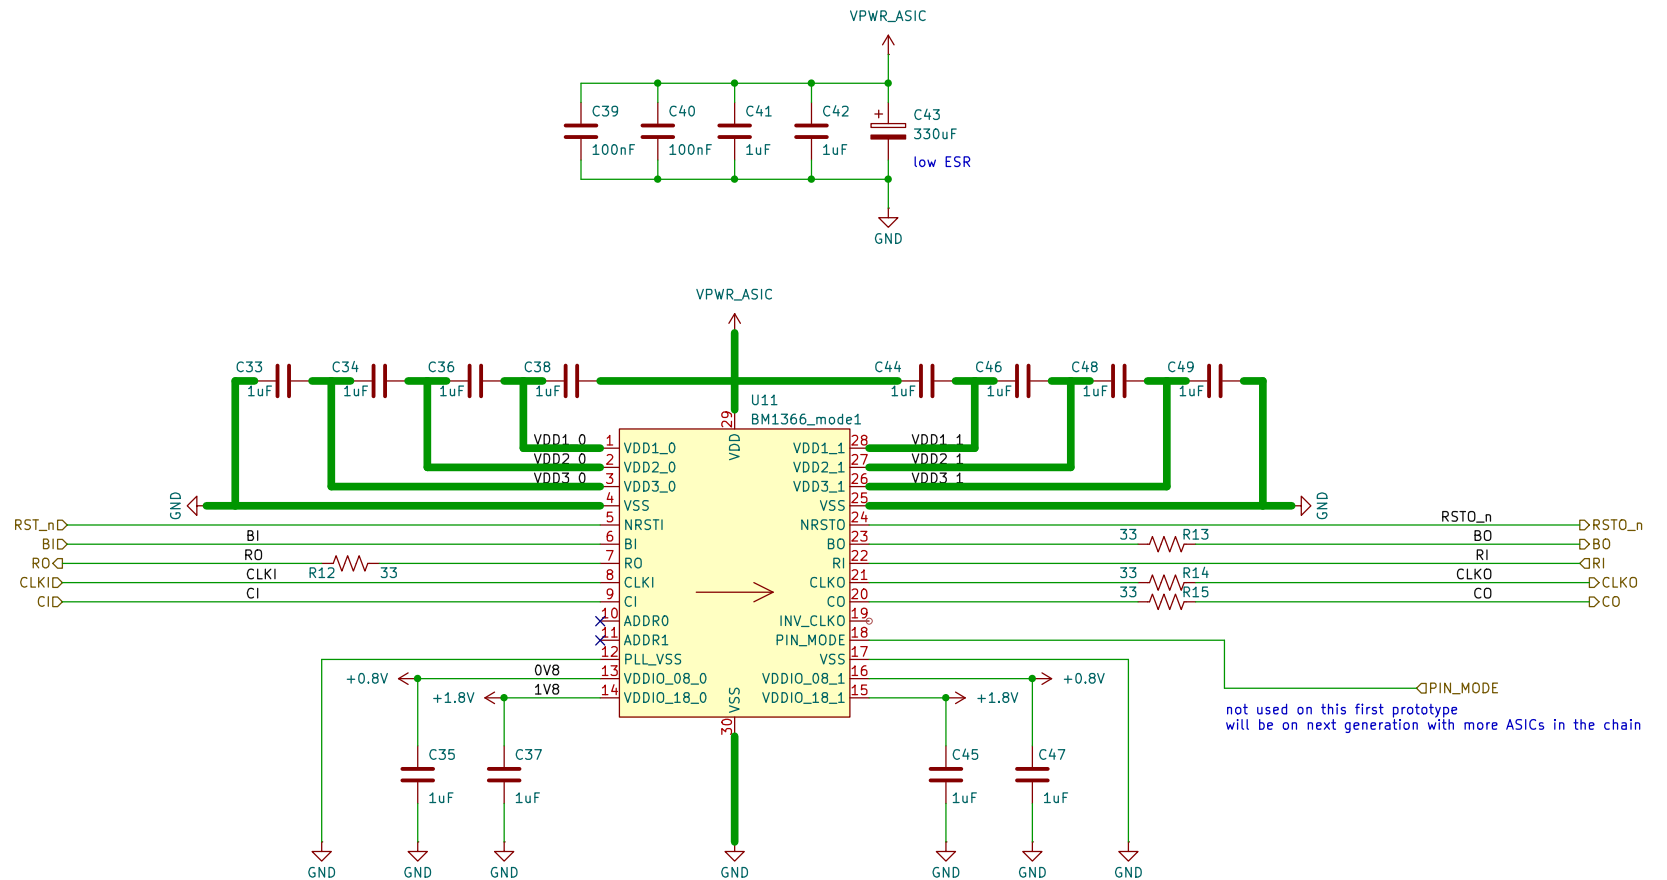 VPWR_ASIC
C39
C40
C41
C42
+
C43
330uF
100nF
100nF
1uF
1uF
low ESR
GND
VPWR_ASIC
C33
C34
C36
C38
C44
C46
C48
C49
1uF
1uF
1uF
1uF
1uF
1uF
1uF
1uF
U11
BM1366_mode1
29
VDD
VDD1_0
1
VDD1_0
VDD1_1
28
VDD1_1
VDD2_0
2
VDD2_0
VDD2_1
27
VDD2_1
VDD3_0
3
VDD3_0
VDD3_1
26
VDD3_1
GND
4
VSS
VSS
25
GND
RST_n
5
NRSTI
NRSTO
24
RSTO_n
RSTO_n
BI
BI
6
BI
BO
23
33
R13
BO
BO
RO
RO
R12
33
7
RO
RI
22
RI
RI
CLKI
CLKI
8
CLKI
CLKO
21
33
R14
CLKO
CLKO
CI
CI
9
CI
CO
20
33
R15
CO
CO
10
ADDR0
INV_CLKO
19
11
ADDR1
PIN_MODE
18
12
PLL_VSS
VSS
17
+0.8V
0V8
13
VDDIO_08_0
VDDIO_08_1
16
+0.8V
PIN_MODE
+1.8V
1V8
14
VDDIO_18_0
VDDIO_18_1
15
+1.8V
not used on this first prototype
will be on next generation with more ASICs in the chain
VSS
30
C35
C37
C45
C47
1uF
1uF
1uF
1uF
GND
GND
GND
GND
GND
GND
GND